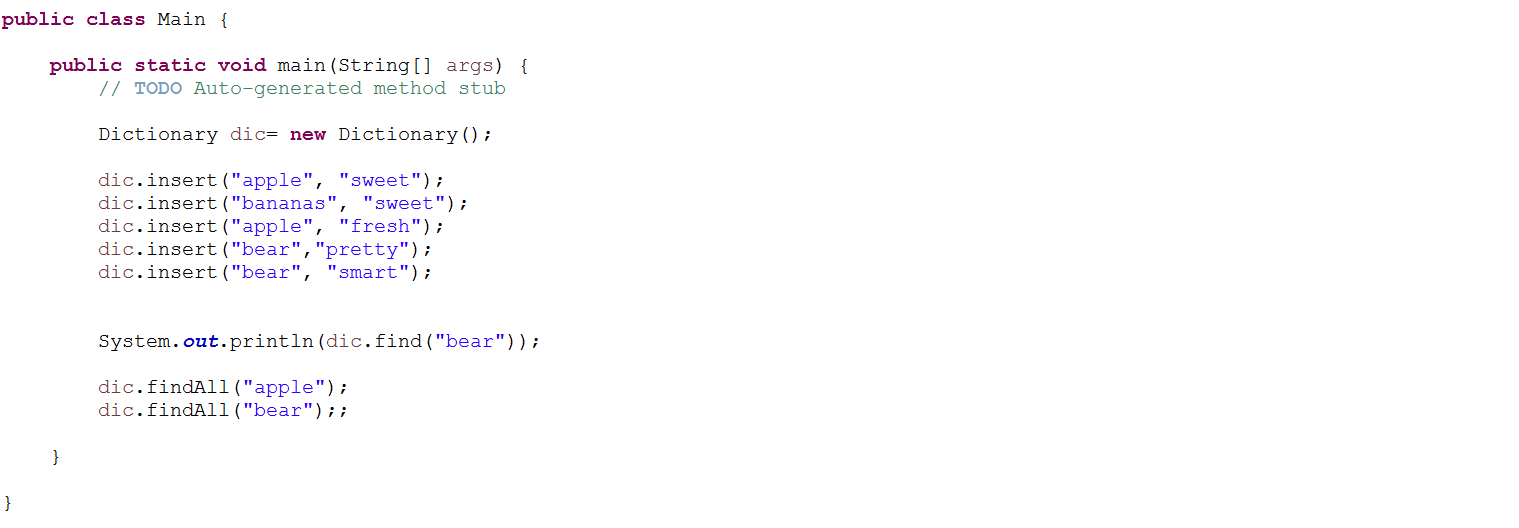 public class Main {
public static void main(String[] args) {
// TODO Auto-generated method stub
Dictionary dic= new Dictionary();
dic.insert("apple", "sweet");
dic.insert("bananas", "sweet");
dic.insert("apple", "fresh");
dic.insert("bear","pretty");
dic.insert("bear", "smart");
System.out.println(dic.find("bear"));
dic.findAll("apple");
dic.findAll("bear");;
}
}